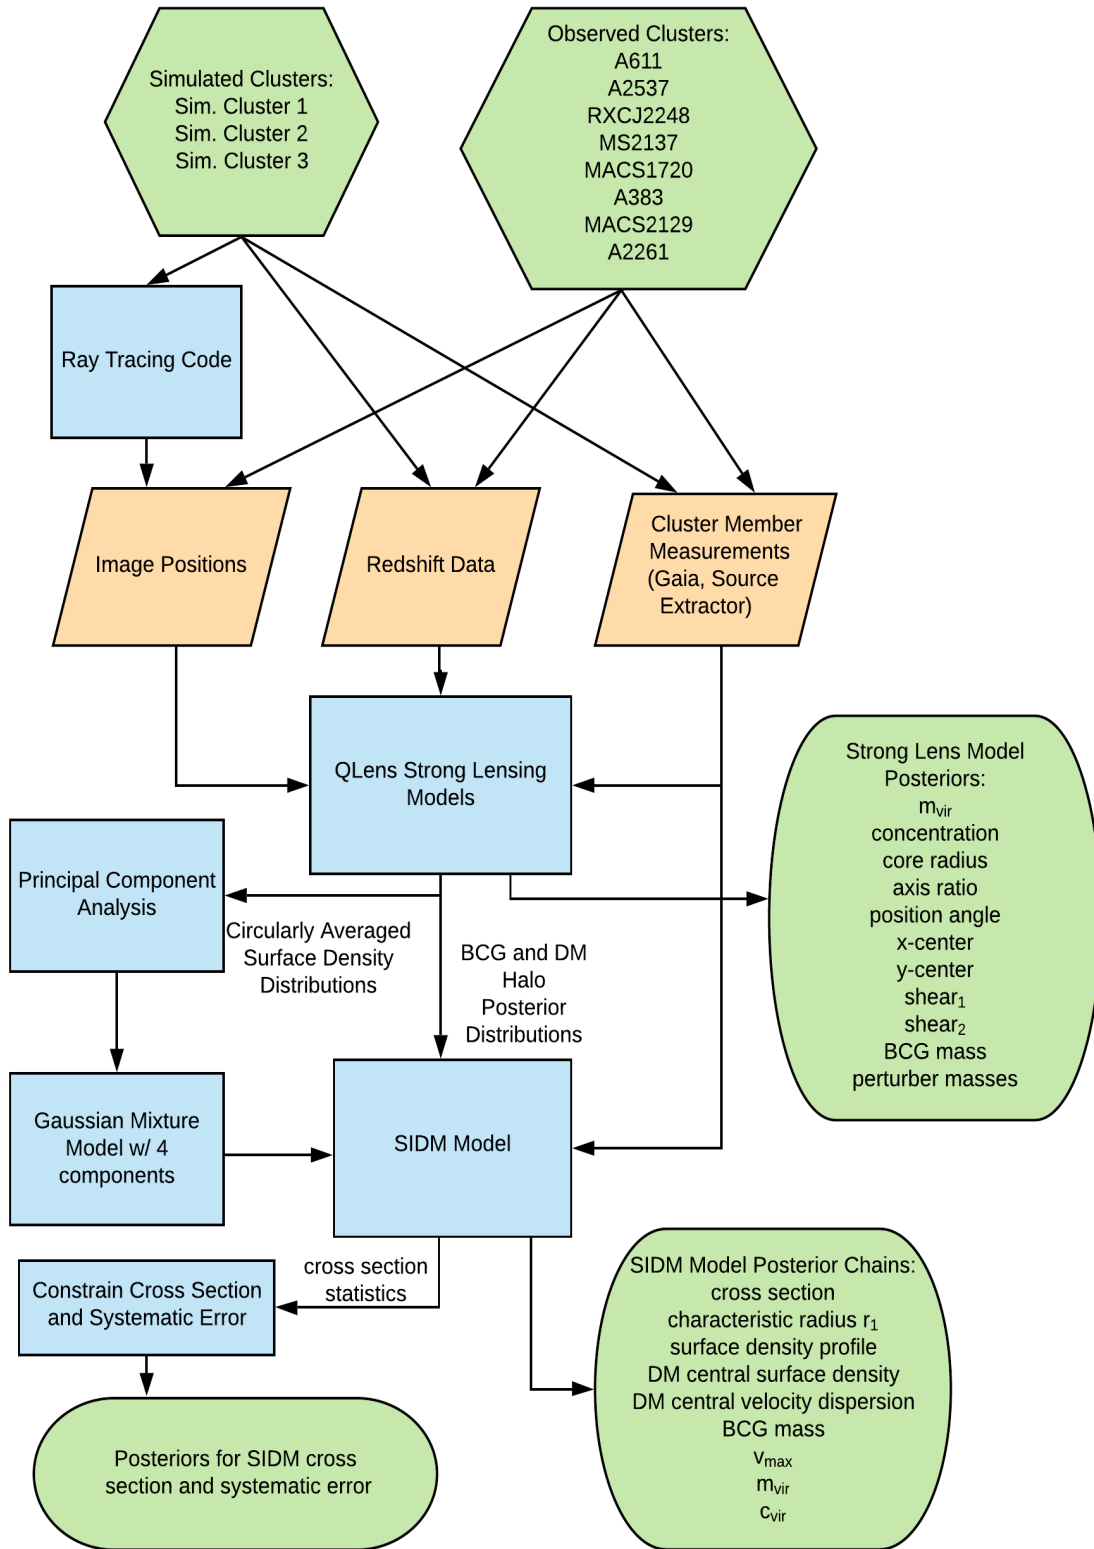 Simulated Clusters:
Sim. Cluster 1
Sim. Cluster 2
Sim. Cluster 3
Observed Clusters:
A611
A2537
RXCJ2248
MS2137
MACS1720
A383
MACS2129
A2261
Ray Tracing Code
Image Positions
Redshift Data
Cluster Member
Measurements
(Gaia, Source
Extractor)
QLens Strong Lensing
Models
Strong Lens Model
Posteriors:
m_vir
concentration
core radius
axis ratio
position angle
x-center
y-center
shear₁
shear₂
BCG mass
perturber masses
Principal Component
Analysis
Circularly Averaged
Surface Density
Distributions
BCG and DM
Halo
Posterior
Distributions
Gaussian Mixture
Model w/ 4
components
SIDM Model
cross section
statistics
Constrain Cross Section
and Systematic Error
SIDM Model Posterior Chains:
cross section
characteristic radius r₁
surface density profile
DM central surface density
DM central velocity dispersion
BCG mass
v_max
m_vir
c_vir
Posteriors for SIDM cross
section and systematic error